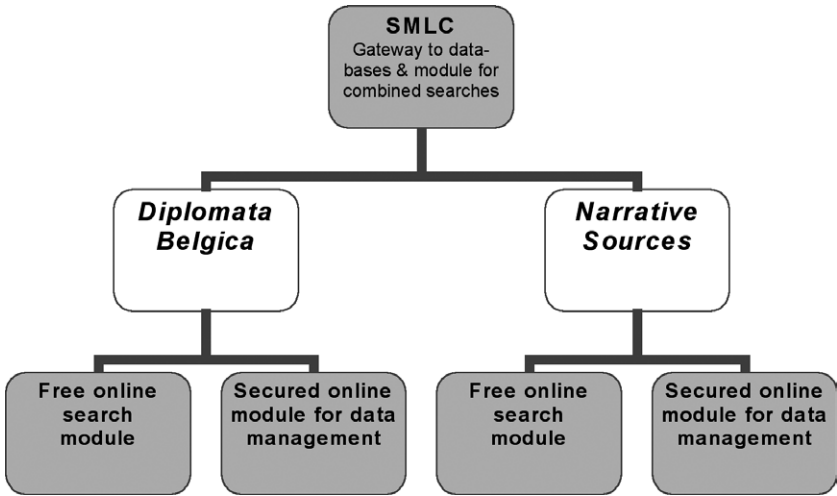 SMLC
Gateway to data-
bases & module for
combined searches
Diplomata
Belgica
Narrative
Sources
Free online
search
module
Secured online
module for data
management
Free online
search
module
Secured online
module for data
management